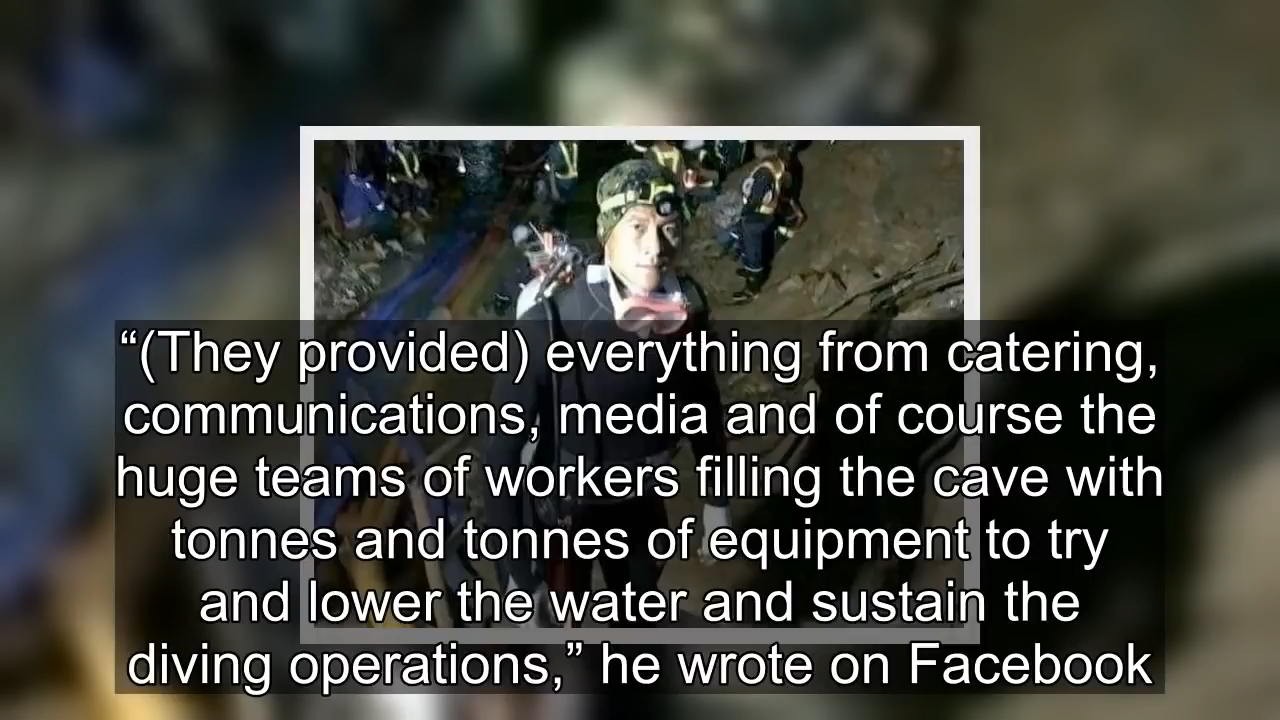 “(They provided) everything from catering,
communications, media and of course the
huge teams of workers filling the cave with
tonnes and tonnes of equipment to try
and lower the water and sustain the
diving operations,” he wrote on Facebook